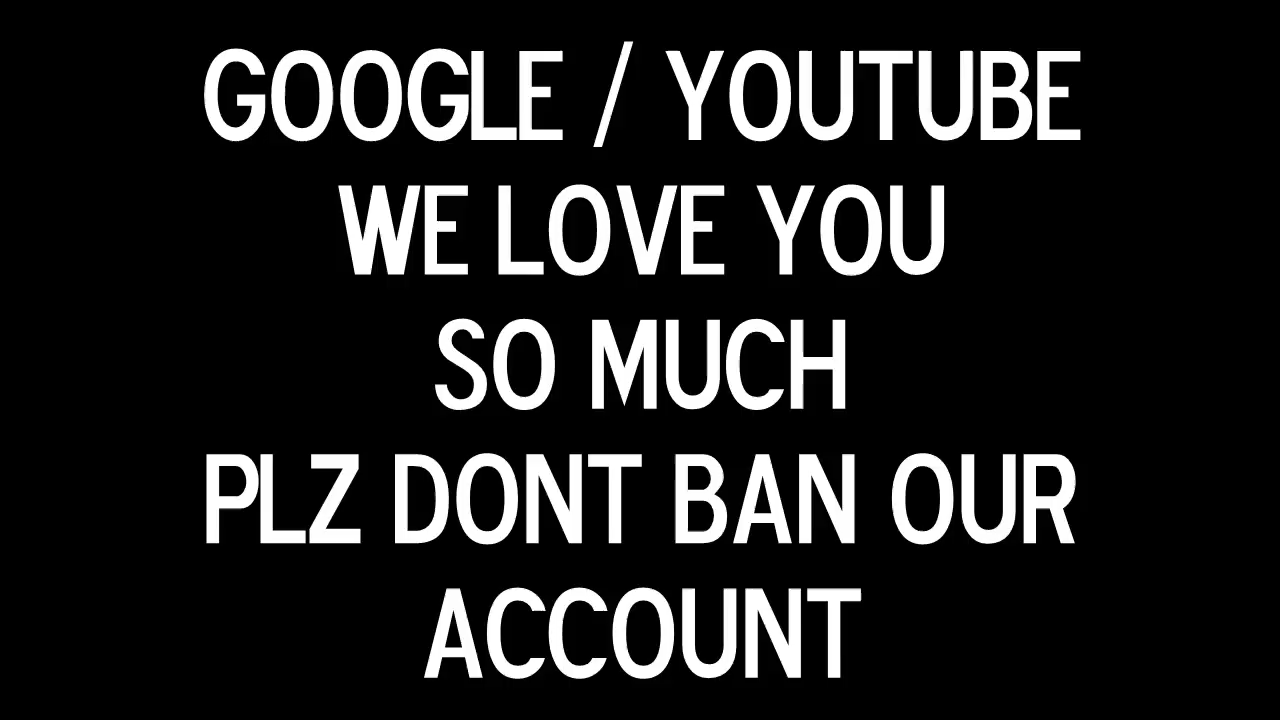 GOOGLE / YOUTUBE
WE LOVE YOU
SO MUCH
PLZ DONT BAN OUR
ACCOUNT